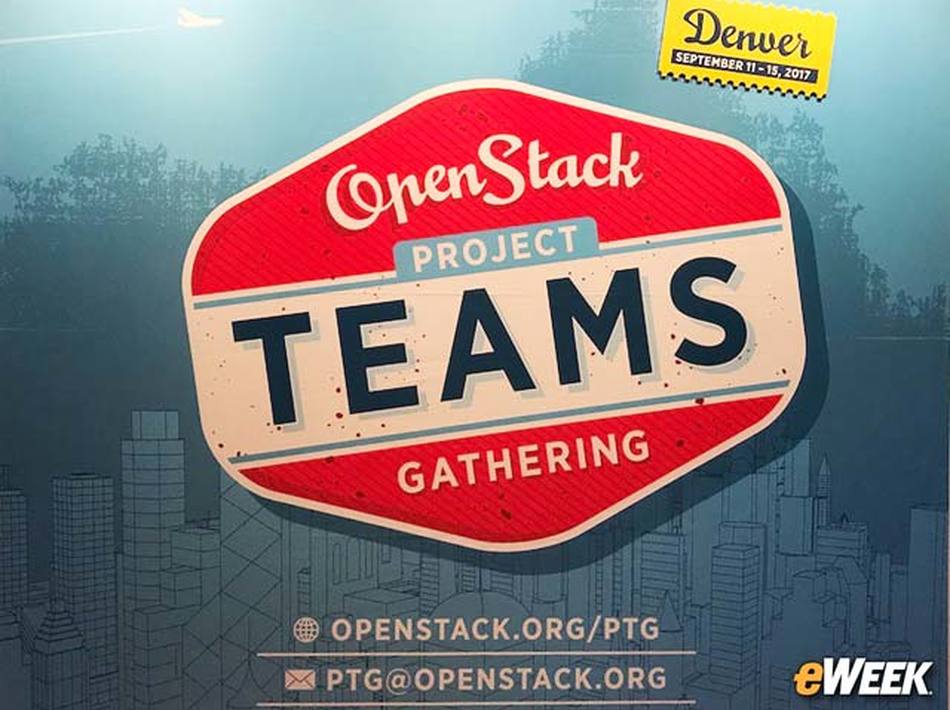 Denver
SEPTEMBER 11 - 15, 2017
OpenStack
PROJECT
TEAMS
GATHERING
OPENSTACK.ORG/PTG
PTG@OPENSTACK.ORG
eWEEK